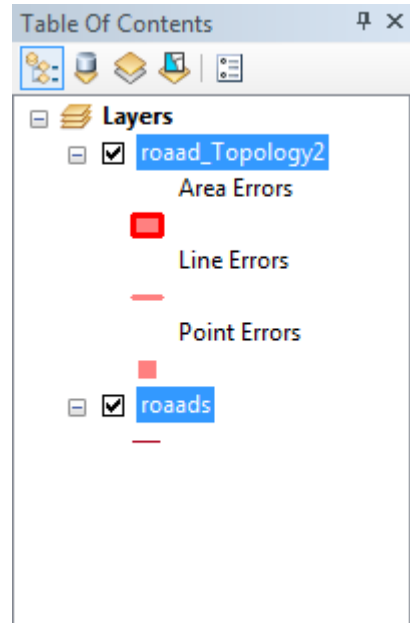 Table Of Contents
Layers
roaad_Topology2
Area Errors
Line Errors
Point Errors
roaads